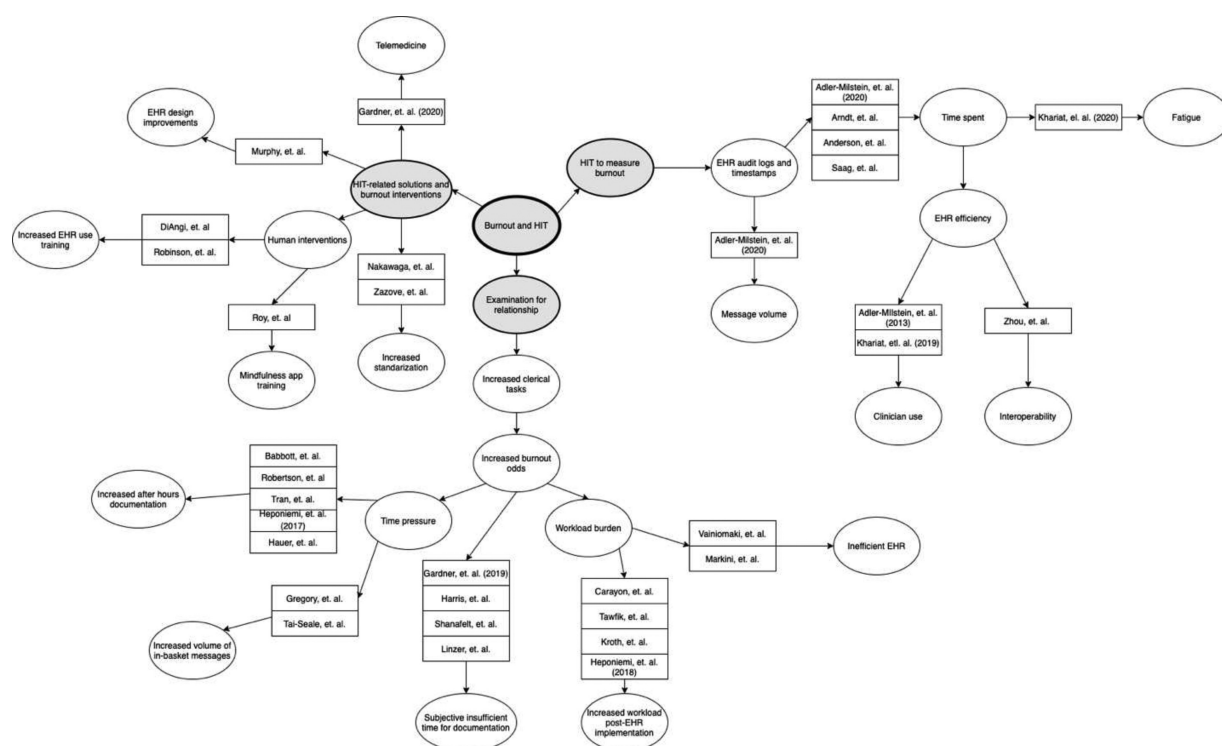 Telemedicine
Gardner, et. al. (2020)
EHR design
improvements
Murphy, et. al.
HIT-related solutions and
burnout interventions
HIT to measure
burnout
Burnout and HIT
EHR audit logs and
timestamps
Adler-Milstein, et. al.
(2020)
Arndt, et. al.
Anderson, et. al.
Saag, et. al.
Time spent
Khariat, el. al. (2020)
Fatigue
Increased EHR use
training
DiAngi, et. al
Robinson, et. al.
Human interventions
Nakawaga, et. al.
Zazove, et. al.
Roy, et. al
Mindfulness app
training
Increased
standarization
Examination for
relationship
Adler-Milstein, et. al.
(2020)
Message volume
EHR efficiency
Adler-MIlstein, et. al.
(2013)
Khariat, etl. al. (2019)
Zhou, et. al.
Clinician use
Interoperability
Increased clerical
tasks
Increased burnout
odds
Babbott, et. al.
Robertson, et. al
Tran, et. al.
Heponiemi, et. al.
(2017)
Hauer, et. al.
Increased after hours
documentation
Time pressure
Workload burden
Vainiomaki, et. al.
Markini, et. al.
Inefficient EHR
Gregory, et. al.
Tai-Seale, et. al.
Increased volume of
in-basket messages
Gardner, et. al. (2019)
Harris, et. al.
Shanafelt, et. al.
Linzer, et. al.
Subjective insufficient
time for documentation
Carayon, et. al.
Tawfik, et. al.
Kroth, et. al.
Heponiemi, et. al.
(2018)
Increased workload
post-EHR
implementation